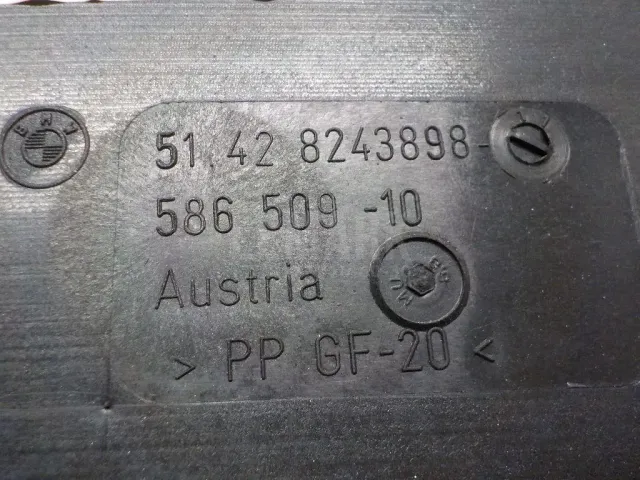 BMW
51.42 8243898-
586 509 -10
Austria
> PP GF-20 <